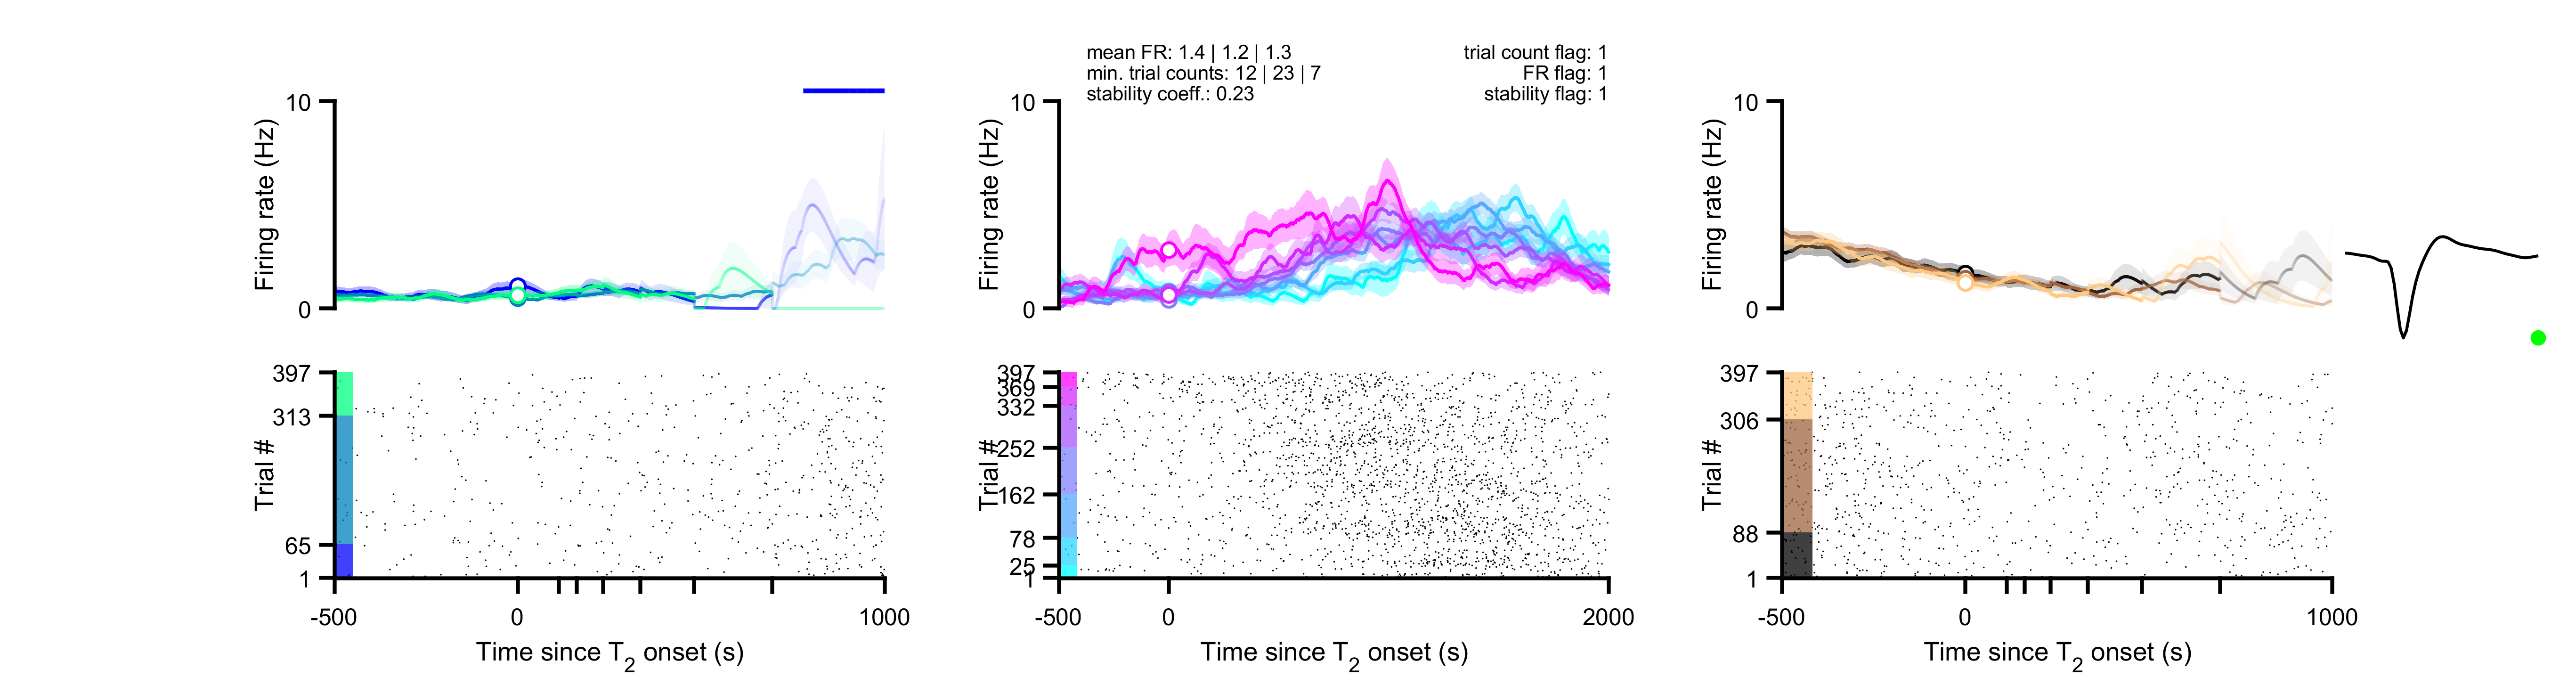 mean FR: 1.4 | 1.2 | 1.3
min. trial counts: 12 | 23 | 7
stability coeff.: 0.23
trial count flag: 1
FR flag: 1
stability flag: 1
10
Firing rate (Hz)
0
397
313
Trial #
65
1
-500 0 1000
Time since T2 onset (s)
10
Firing rate (Hz)
0
397
369
332
252
Trial #
162
78
25
1
-500 0 2000
Time since T2 onset (s)
10
Firing rate (Hz)
0
397
306
Trial #
88
1
-500 0 1000
Time since T2 onset (s)